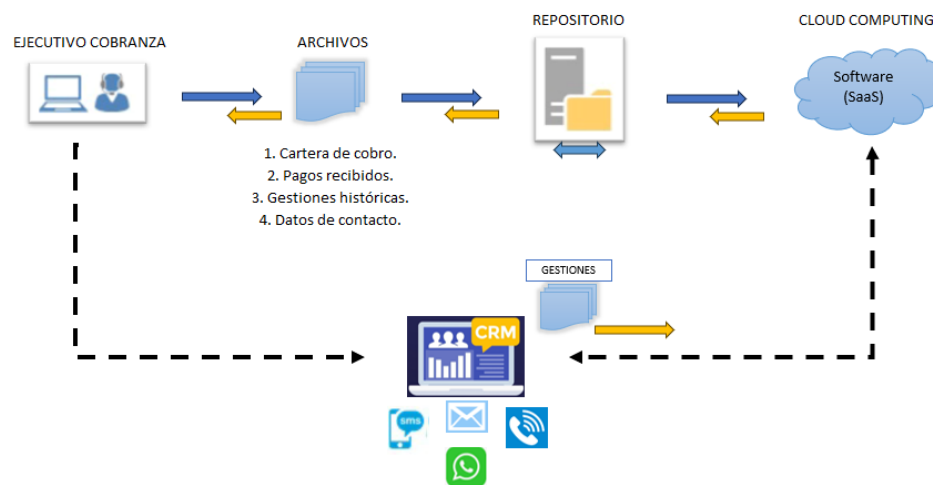 REPOSITORIO
CLOUD COMPUTING
EJECUTIVO COBRANZA
ARCHIVOS
Software
(SaaS)
1. Cartera de cobro.
2. Pagos recibidos.
3. Gestiones históricas.
4. Datos de contacto.
GESTIONES
CRM
sms